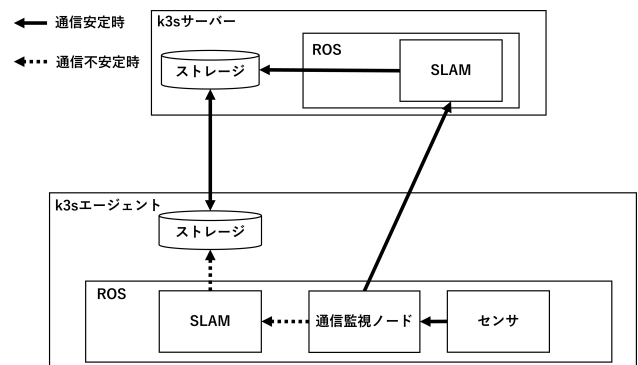 通信安定時
通信不安定時
k3sサーバー
ROS
ストレージ
SLAM
k3sエージェント
ストレージ
ROS
SLAM
通信監視ノード
センサ